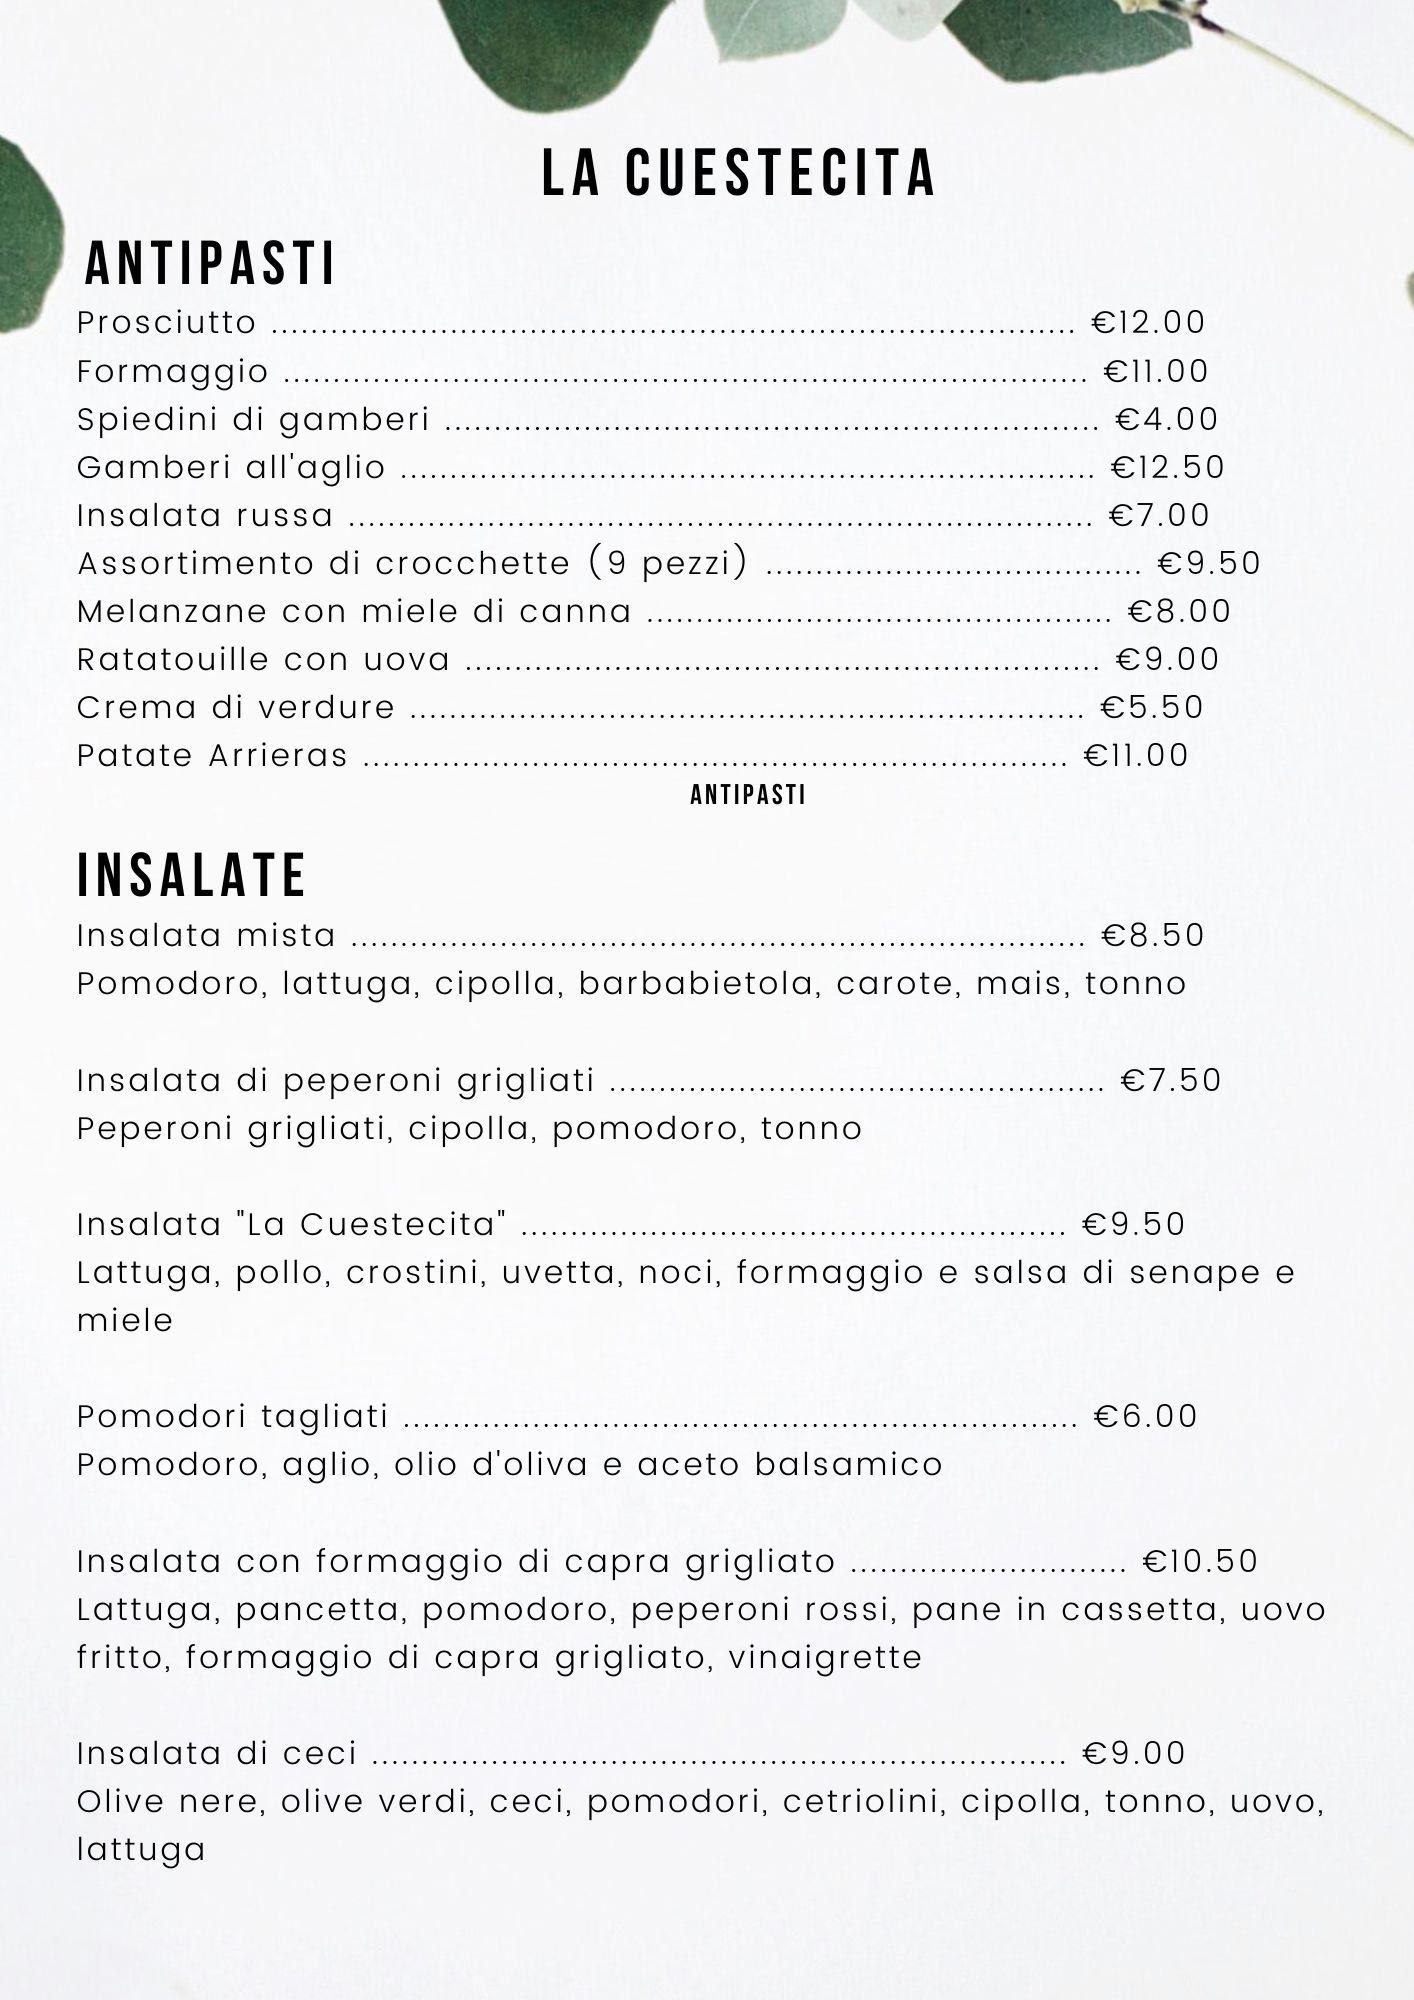 LA CUESTECITA
ANTIPASTI
Prosciutto ................................................................................ €12.00
Formaggio ................................................................................ €11.00
Spiedini di gamberi ................................................................. €4.00
Gamberi all'aglio ..................................................................... €12.50
Insalata russa .......................................................................... €7.00
Assortimento di crocchette (9 pezzi) ...................................... €9.50
Melanzane con miele di canna ............................................... €8.00
Ratatouille con uova ............................................................... €9.00
Crema di verdure ................................................................... €5.50
Patate Arrieras ...................................................................... €11.00
ANTIPASTI
INSALATE
Insalata mista ......................................................................... €8.50
Pomodoro, lattuga, cipolla, barbabietola, carote, mais, tonno
Insalata di peperoni grigliati .................................................. €7.50
Peperoni grigliati, cipolla, pomodoro, tonno
Insalata "La Cuestecita" ....................................................... €9.50
Lattuga, pollo, crostini, uvetta, noci, formaggio e salsa di senape e
miele
Pomodori tagliati ................................................................... €6.00
Pomodoro, aglio, olio d'oliva e aceto balsamico
Insalata con formaggio di capra grigliato ............................ €10.50
Lattuga, pancetta, pomodoro, peperoni rossi, pane in cassetta, uovo
fritto, formaggio di capra grigliato, vinaigrette
Insalata di ceci ..................................................................... €9.00
Olive nere, olive verdi, ceci, pomodori, cetriolini, cipolla, tonno, uovo,
lattuga